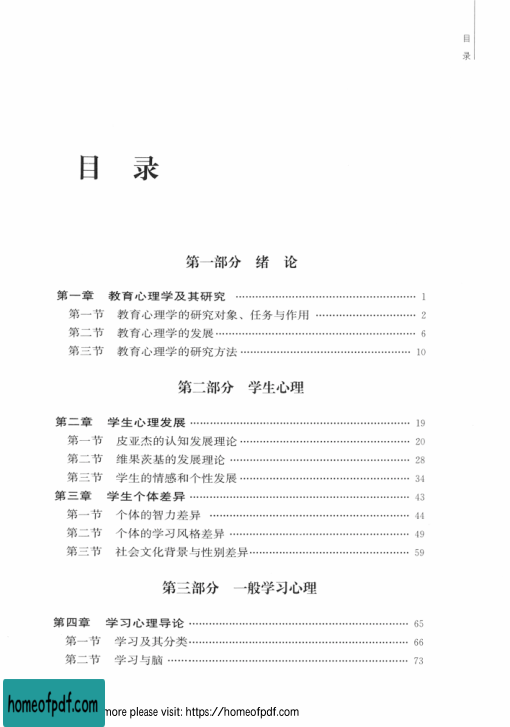 目
录
目 录
第一部分 绪 论
第一章 教育心理学及其研究 …… 1
第一节 教育心理学的研究对象、任务与作用 …… 2
第二节 教育心理学的发展 …… 6
第三节 教育心理学的研究方法 …… 10
第二部分 学生心理
第二章 学生心理发展 …… 19
第一节 皮亚杰的认知发展理论 …… 20
第二节 维果茨基的发展理论 …… 28
第三节 学生的情感和个性发展 …… 34
第三章 学生个体差异 …… 43
第一节 个体的智力差异 …… 44
第二节 个体的学习风格差异 …… 49
第三节 社会文化背景与性别差异 …… 59
第三部分 一般学习心理
第四章 学习心理导论 …… 65
第一节 学习及其分类 …… 66
第二节 学习与脑 …… 73
homeofpdf.com
more please visit: https://homeofpdf.com